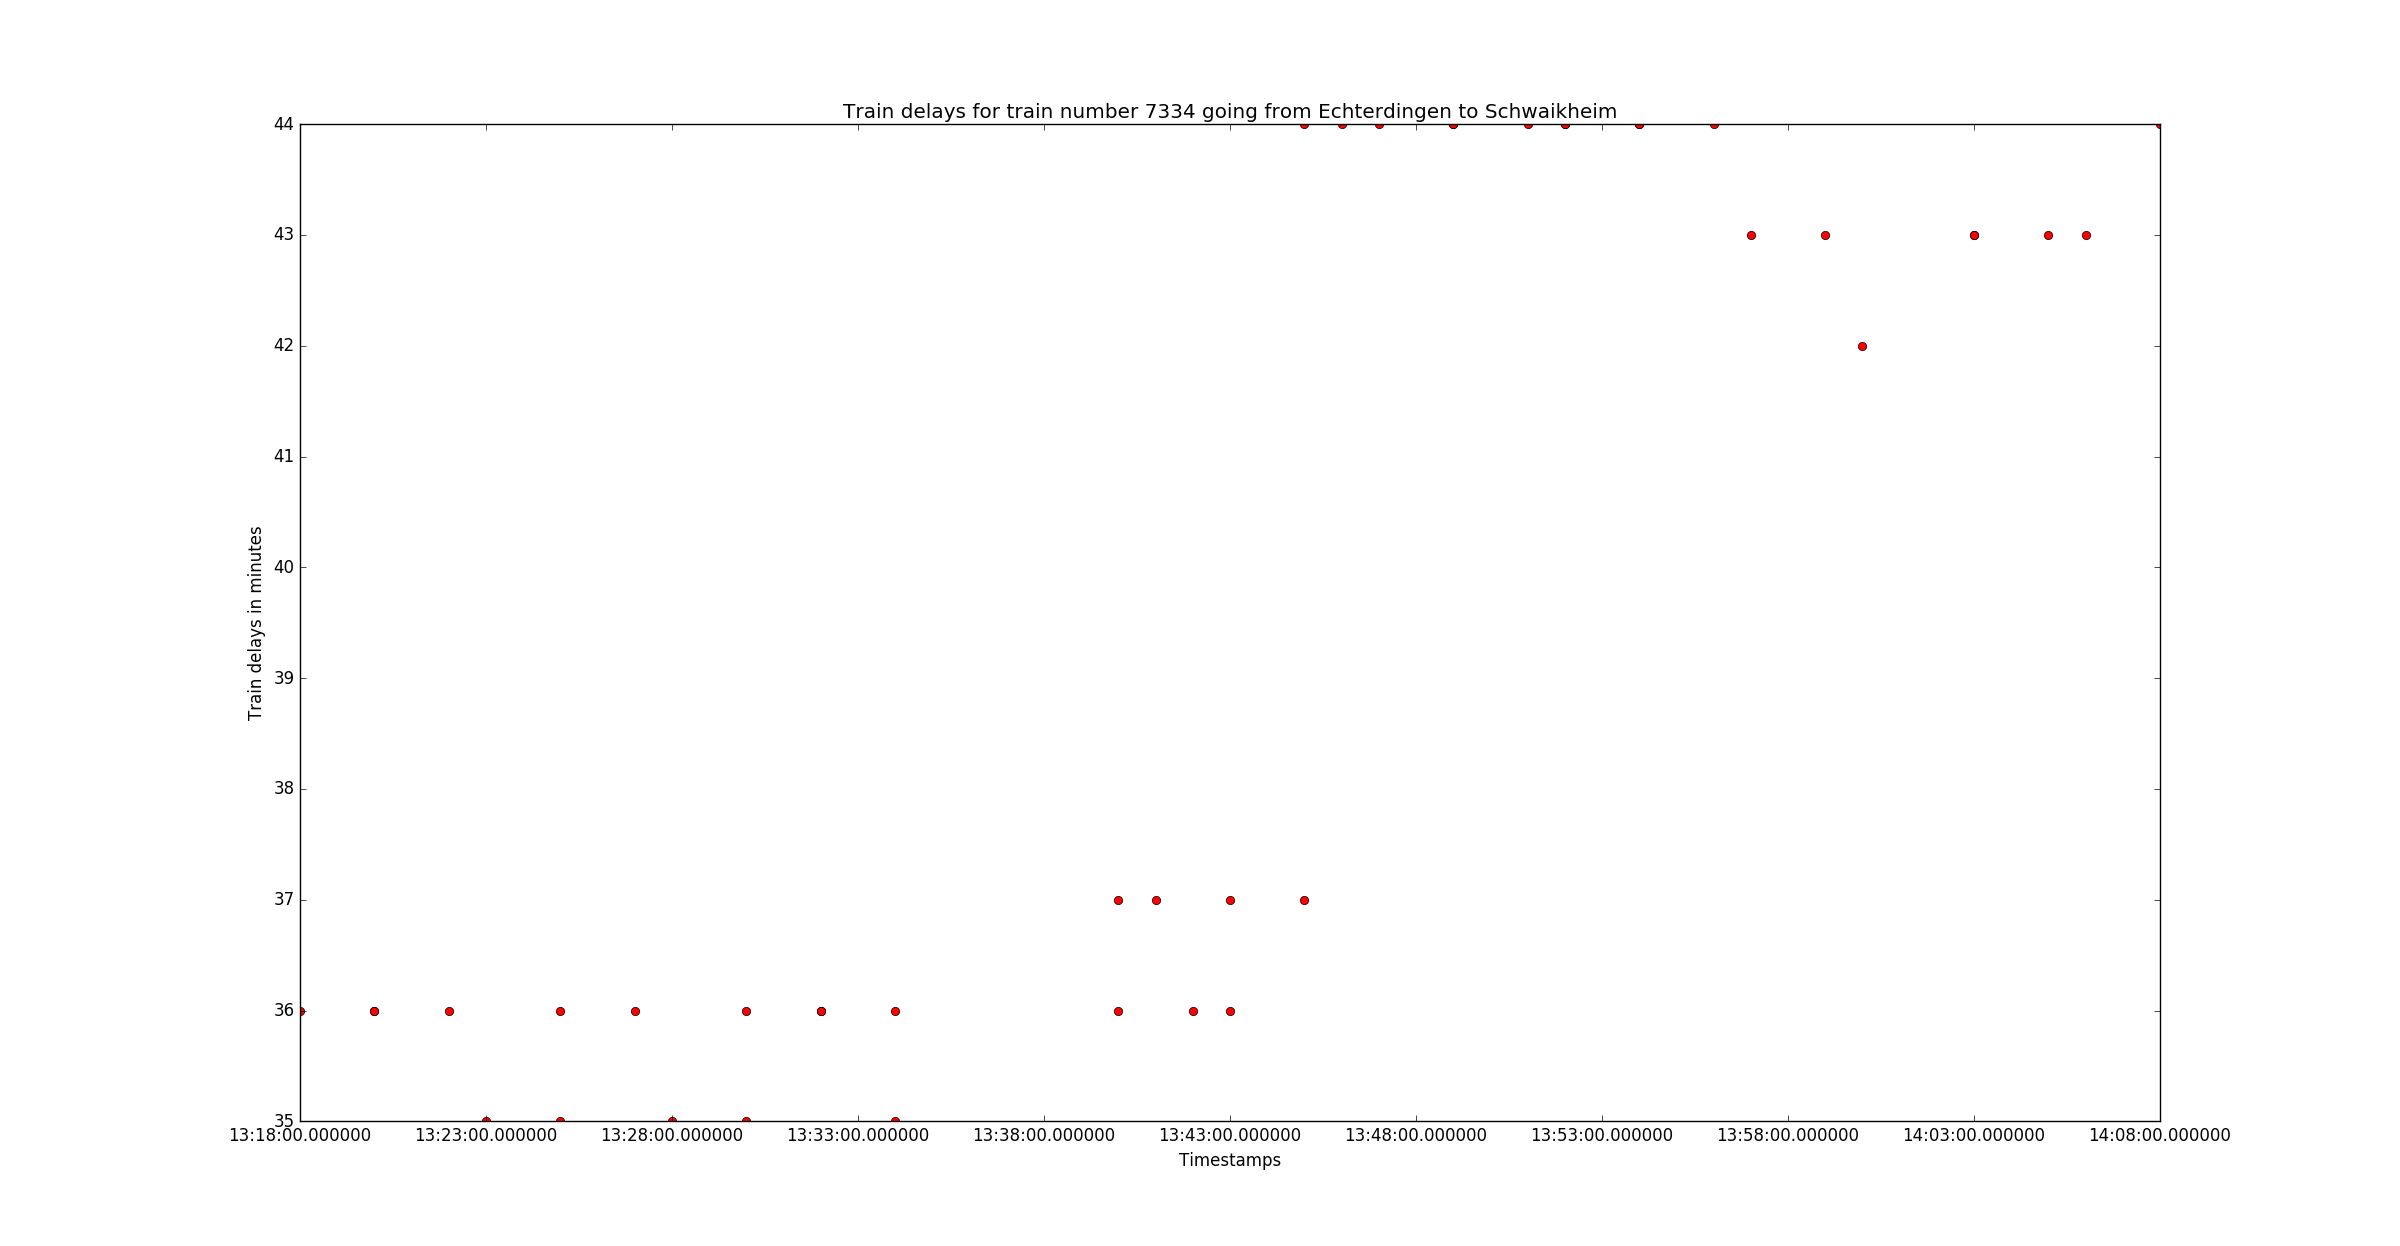 Train delays for train number 7334 going from Echterdingen to Schwaikheim
44
43
42
41
40
39
38
37
36
35
Train delays in minutes
13:18:00.000000 13:23:00.000000 13:28:00.000000 13:33:00.000000 13:38:00.000000 13:43:00.000000 13:48:00.000000 13:53:00.000000 13:58:00.000000 14:03:00.000000 14:08:00.000000
Timestamps